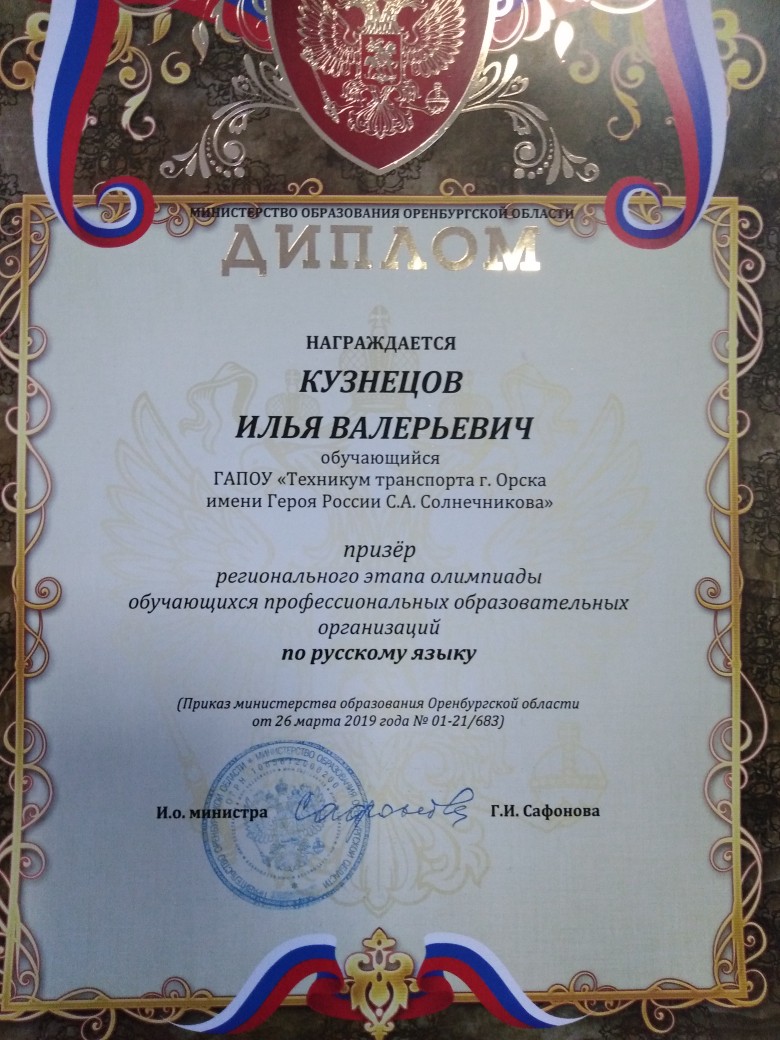 МИНИСТЕРСТВО ОБРАЗОВАНИЯ ОРЕНБУРГСКОЙ ОБЛАСТИ
ДИПЛОМ
НАГРАЖДАЕТСЯ
КУЗНЕЦОВ
ИЛЬЯ ВАЛЕРЬЕВИЧ
обучающийся
ГАПОУ «Техникум транспорта г. Орска
имени Героя России С.А. Солнечникова»
призёр
регионального этапа олимпиады
обучающихся профессиональных образовательных
организаций
по русскому языку
(Приказ министерства образования Оренбургской области
от 26 марта 2019 года № 01-21/683)
И.о. министра
Г.И. Сафонова